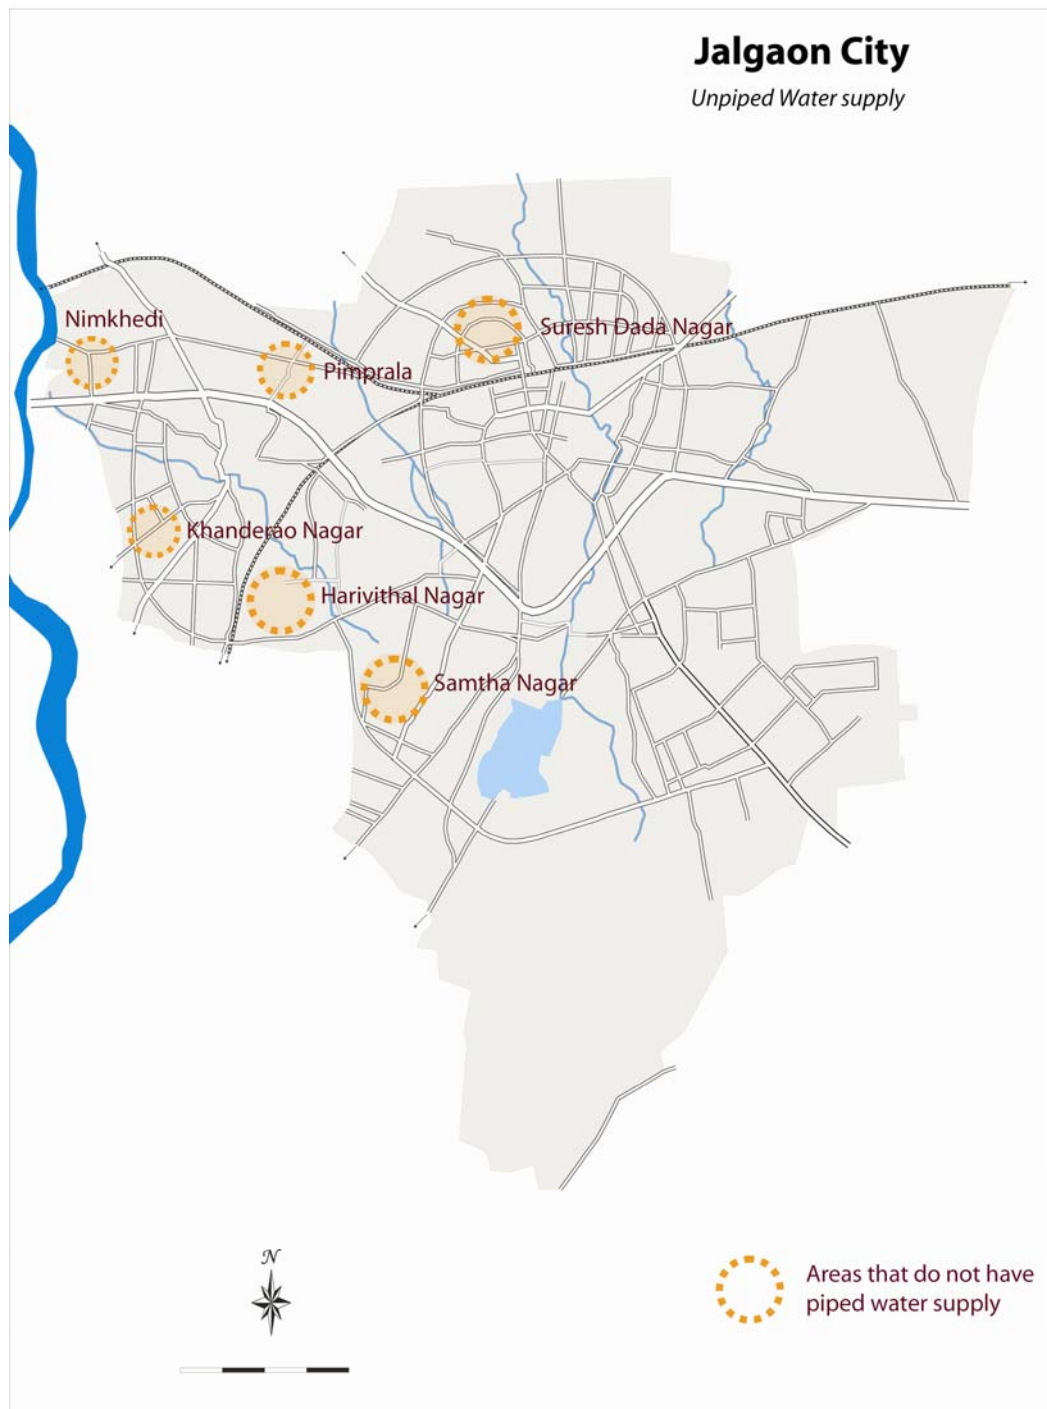 Jalgaon City
Unpiped Water supply
Nimkhedi
Suresh Dada Nagar
Pimprala
Khanderao Nagar
Harivithal Nagar
Samtha Nagar
N
Areas that do not have
piped water supply